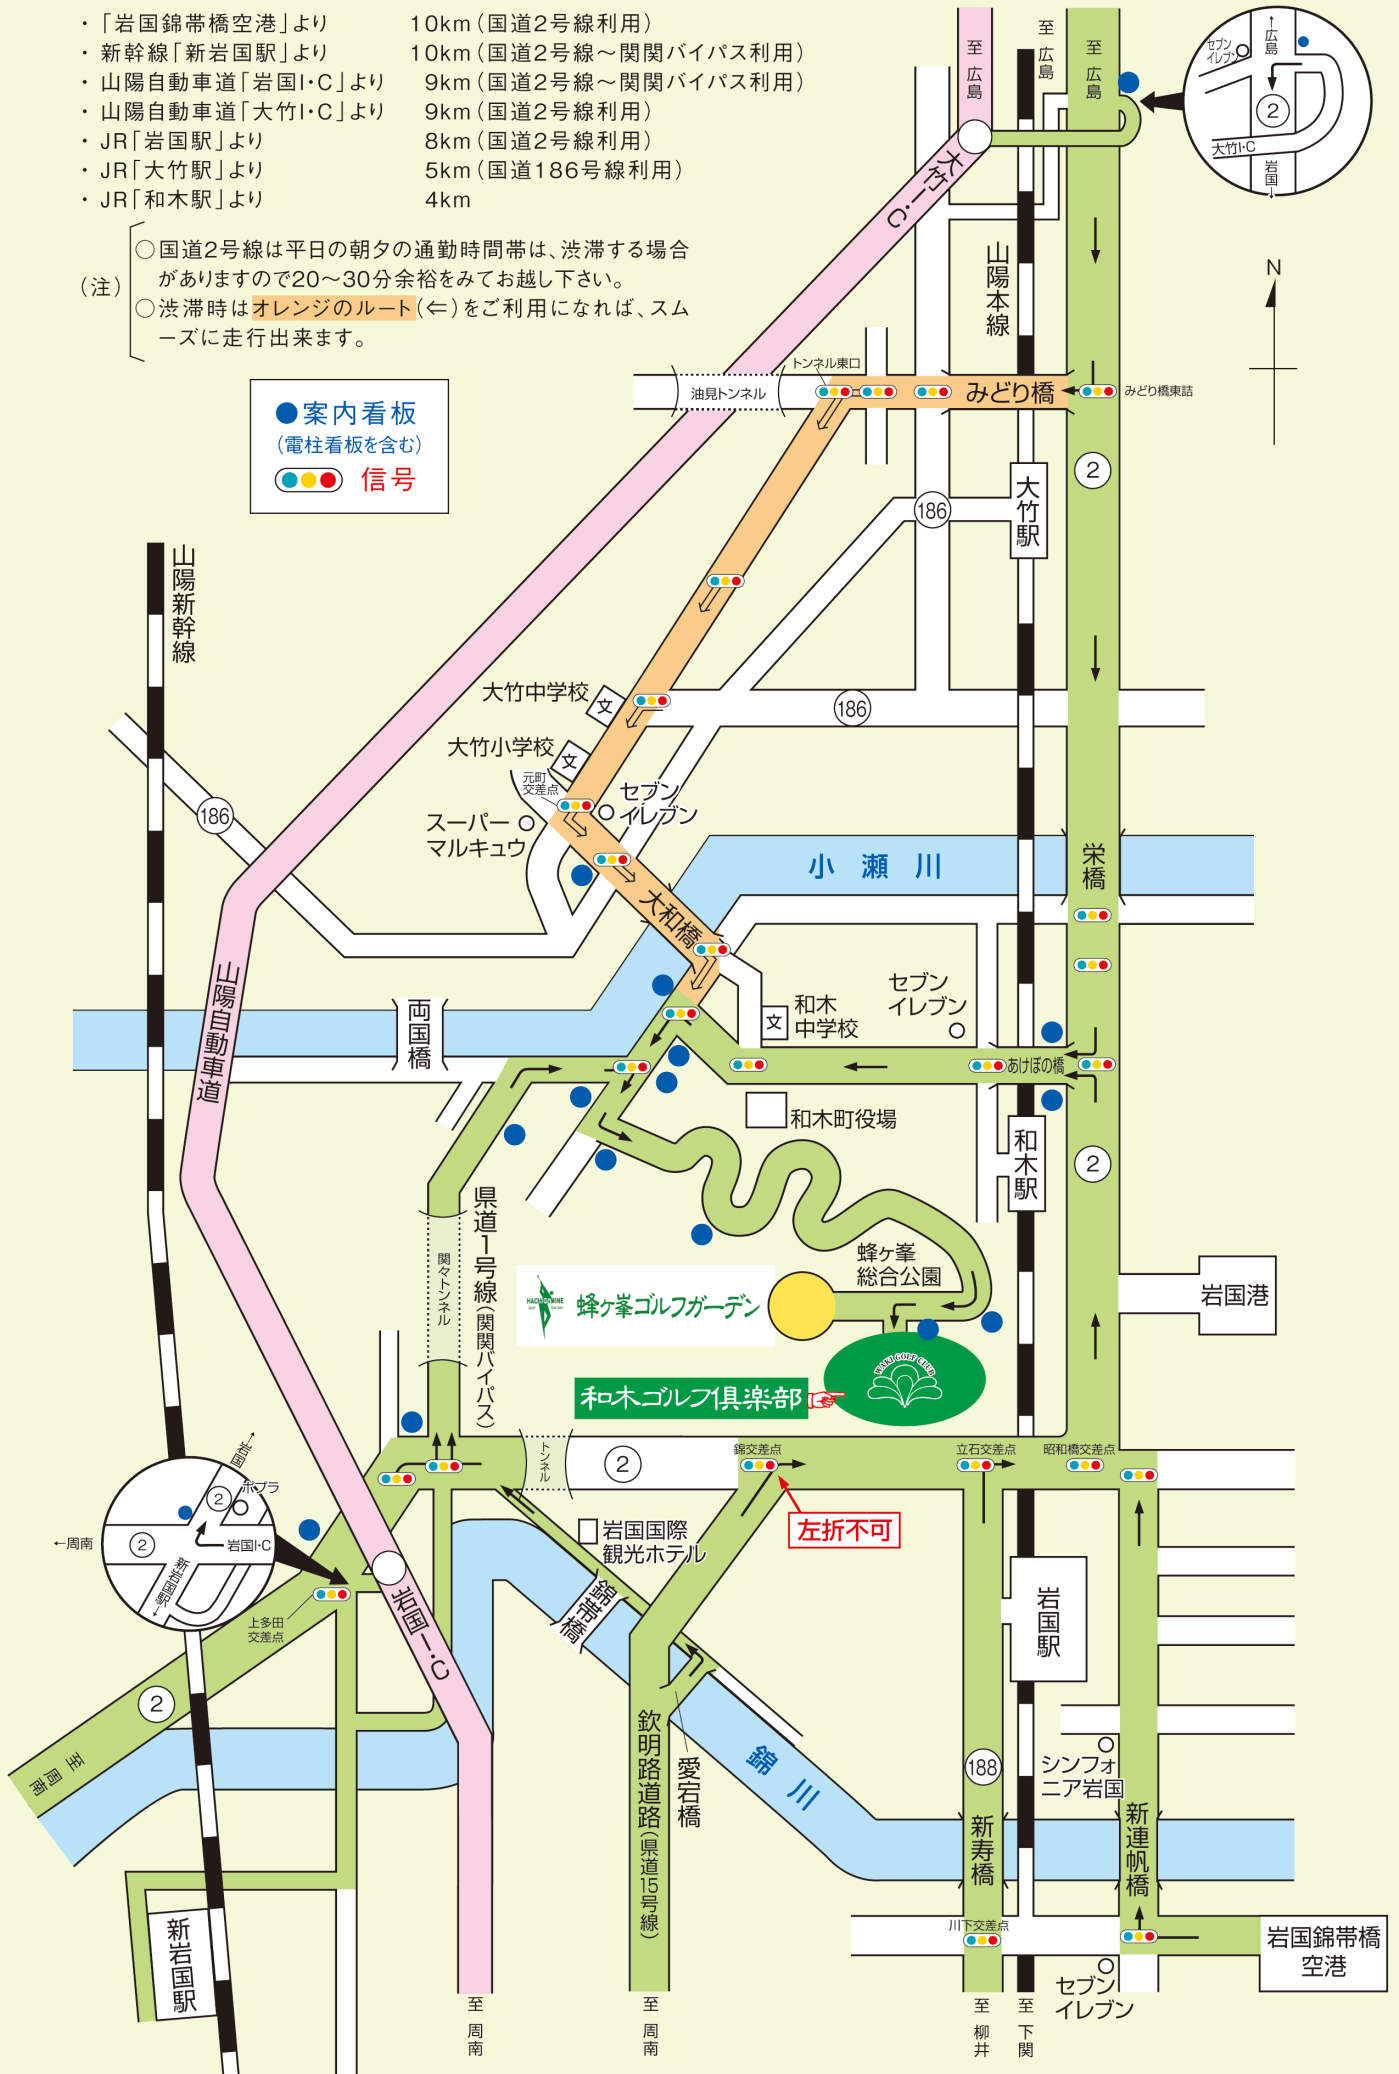 ・「岩国錦帯橋空港」より 10km（国道2号線利用）
・新幹線「新岩国駅」より 10km（国道2号線～関関バイパス利用）
・山陽自動車道「岩国I・C」より 9km（国道2号線～関関バイパス利用）
・山陽自動車道「大竹I・C」より 9km（国道2号線利用）
・JR「岩国駅」より 8km（国道2号線利用）
・JR「大竹駅」より 5km（国道186号線利用）
・JR「和木駅」より 4km
（注）
○国道2号線は平日の朝夕の通勤時間帯は、渋滞する場合
がありますので20～30分余裕をみてお越し下さい。
○渋滞時はオレンジのルート（⇐）をご利用になれば、スム
ーズに走行出来ます。
案内看板
（電柱看板を含む）
信号
至 広島
至 広島
至 広島
セブン
イレブン
←広島
2
大竹I・C
岩国→
大竹I・C
山陽本線
N
トンネル東口
油見トンネル
みどり橋
みどり橋東詰
2
大竹駅
186
山陽新幹線
大竹中学校
文
186
大竹小学校
文
元町
交差点
セブン
イレブン
スーパー
マルキュウ
186
小瀬川
栄橋
大和橋
山陽自動車道
両国橋
和木
中学校
文
セブン
イレブン
あけぼの橋
和木町役場
和木駅
2
県道1号線（関関バイパス）
関々トンネル
蜂ヶ峯
総合公園
岩国港
HACHIGAMINE
蜂ヶ峯ゴルフガーデン
WAKI GOLF CLUB
和木ゴルフ倶楽部
トンネル
2
錦交差点
立石交差点
昭和橋交差点
左折不可
岩国→
2
ポプラ
←周南
2
岩国I・C
新岩国駅
岩国国際
観光ホテル
錦帯橋
上多田
交差点
岩国I・C
岩国駅
2
至 周南
欽明路道路（県道15号線）
愛宕橋
錦川
188
シンフォ
ニア岩国
新寿橋
新連帆橋
新岩国駅
川下交差点
岩国錦帯橋
空港
セブン
イレブン
至 周南
至 周南
至 柳井
至 下関